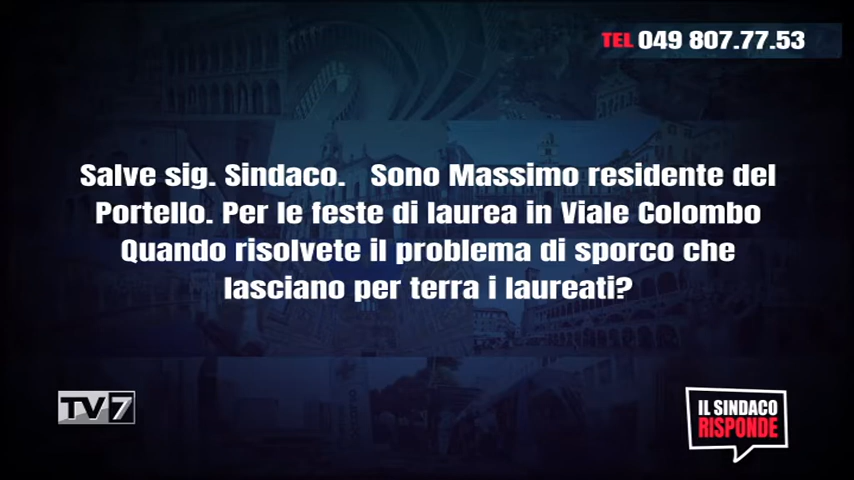 TEL 049 807.77.53
Salve sig. Sindaco. Sono Massimo residente del
Portello. Per le feste di laurea in Viale Colombo
Quando risolvete il problema di sporco che
lasciano per terra i laureati?
TV7
IL SINDACO
RISPONDE